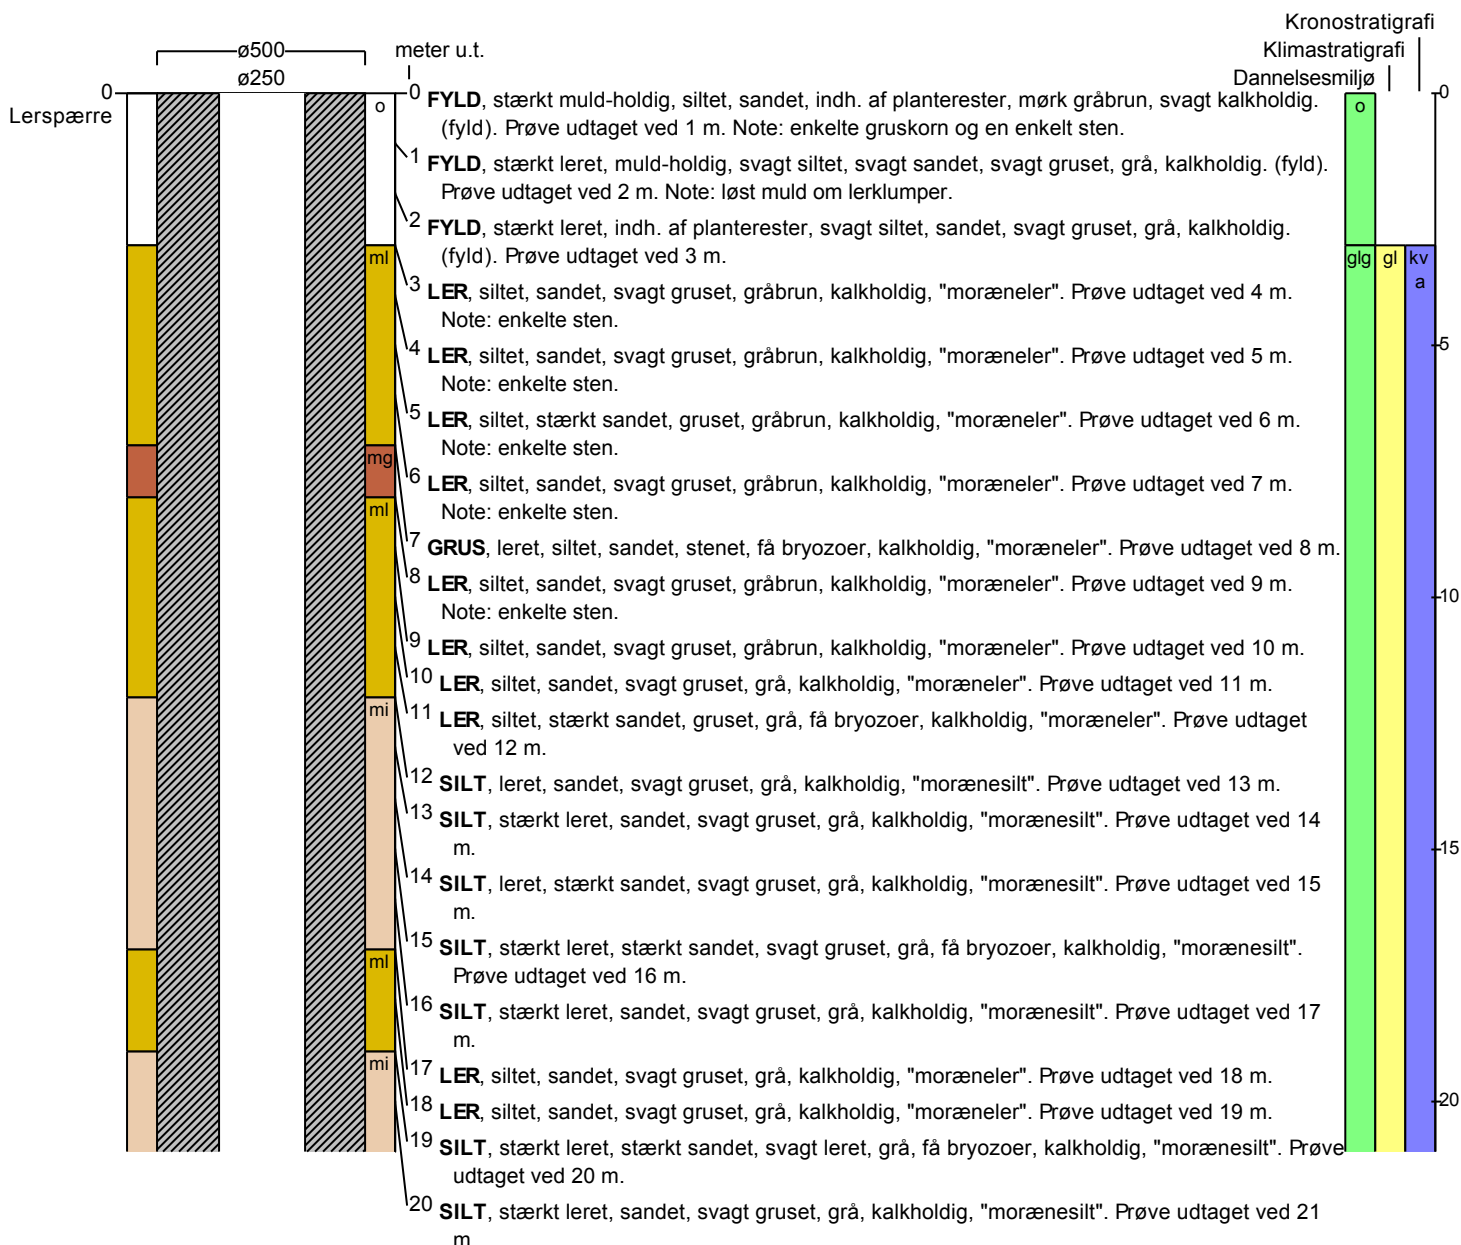 Kronostratigrafi
ø500 meter u.t. Klimastratigrafi
ø250 Dannelsesmiljø
0 0 FYLD, stærkt muld-holdig, siltet, sandet, indh. af planterester, mørk gråbrun, svagt kalkholdig. 0
Lerspærre o o
(fyld). Prøve udtaget ved 1 m. Note: enkelte gruskorn og en enkelt sten.
1 FYLD, stærkt leret, muld-holdig, svagt siltet, svagt sandet, svagt gruset, grå, kalkholdig. (fyld).
Prøve udtaget ved 2 m. Note: løst muld om lerklumper.
2 FYLD, stærkt leret, indh. af planterester, svagt siltet, sandet, svagt gruset, grå, kalkholdig.
ml (fyld). Prøve udtaget ved 3 m. glg gl kv
a
3 LER, siltet, sandet, svagt gruset, gråbrun, kalkholdig, "moræneler". Prøve udtaget ved 4 m.
Note: enkelte sten.
4 LER, siltet, sandet, svagt gruset, gråbrun, kalkholdig, "moræneler". Prøve udtaget ved 5 m. 5
Note: enkelte sten.
5 LER, siltet, stærkt sandet, gruset, gråbrun, kalkholdig, "moræneler". Prøve udtaget ved 6 m.
mg Note: enkelte sten.
6 LER, siltet, sandet, svagt gruset, gråbrun, kalkholdig, "moræneler". Prøve udtaget ved 7 m.
ml Note: enkelte sten.
7 GRUS, leret, siltet, sandet, stenet, få bryozoer, kalkholdig, "moræneler". Prøve udtaget ved 8 m.
8 LER, siltet, sandet, svagt gruset, gråbrun, kalkholdig, "moræneler". Prøve udtaget ved 9 m. 10
Note: enkelte sten.
9 LER, siltet, sandet, svagt gruset, gråbrun, kalkholdig, "moræneler". Prøve udtaget ved 10 m.
10 LER, siltet, sandet, svagt gruset, grå, kalkholdig, "moræneler". Prøve udtaget ved 11 m.
mi 11 LER, siltet, stærkt sandet, gruset, grå, få bryozoer, kalkholdig, "moræneler". Prøve udtaget
ved 12 m.
12 SILT, leret, sandet, svagt gruset, grå, kalkholdig, "morænesilt". Prøve udtaget ved 13 m.
13 SILT, stærkt leret, sandet, svagt gruset, grå, kalkholdig, "morænesilt". Prøve udtaget ved 14
m. 15
14 SILT, leret, stærkt sandet, svagt gruset, grå, kalkholdig, "morænesilt". Prøve udtaget ved 15
m.
15 SILT, stærkt leret, stærkt sandet, svagt gruset, grå, få bryozoer, kalkholdig, "morænesilt".
ml Prøve udtaget ved 16 m.
16 SILT, stærkt leret, sandet, svagt gruset, grå, kalkholdig, "morænesilt". Prøve udtaget ved 17
m.
mi 17 LER, siltet, sandet, svagt gruset, grå, kalkholdig, "moræneler". Prøve udtaget ved 18 m.
18 LER, siltet, sandet, svagt gruset, grå, kalkholdig, "moræneler". Prøve udtaget ved 19 m. 20
19 SILT, stærkt leret, stærkt sandet, svagt leret, grå, få bryozoer, kalkholdig, "morænesilt". Prøve
udtaget ved 20 m.
20 SILT, stærkt leret, sandet, svagt gruset, grå, kalkholdig, "morænesilt". Prøve udtaget ved 21
m